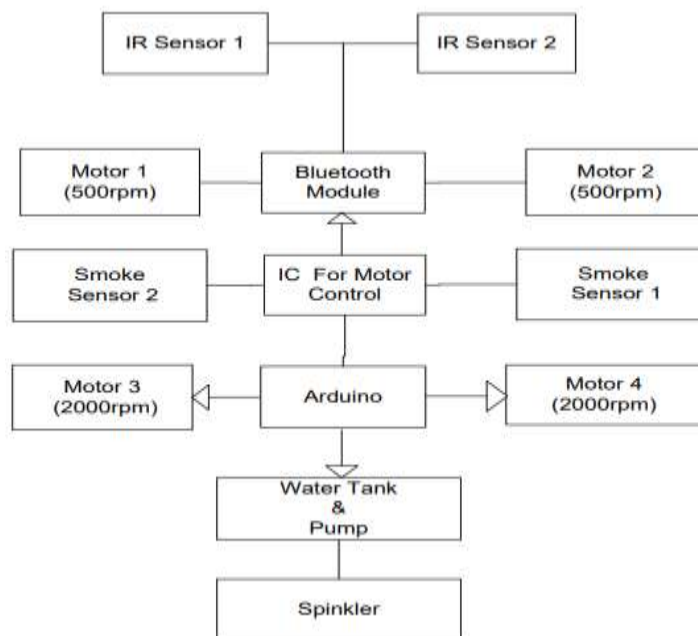 IR Sensor 1
IR Sensor 2
Motor 1
(500rpm)
Bluetooth
Module
Motor 2
(500rpm)
Smoke
Sensor 2
IC For Motor
Control
Smoke
Sensor 1
Motor 3
(2000rpm)
Arduino
Motor 4
(2000rpm)
Water Tank
&
Pump
Spinkler